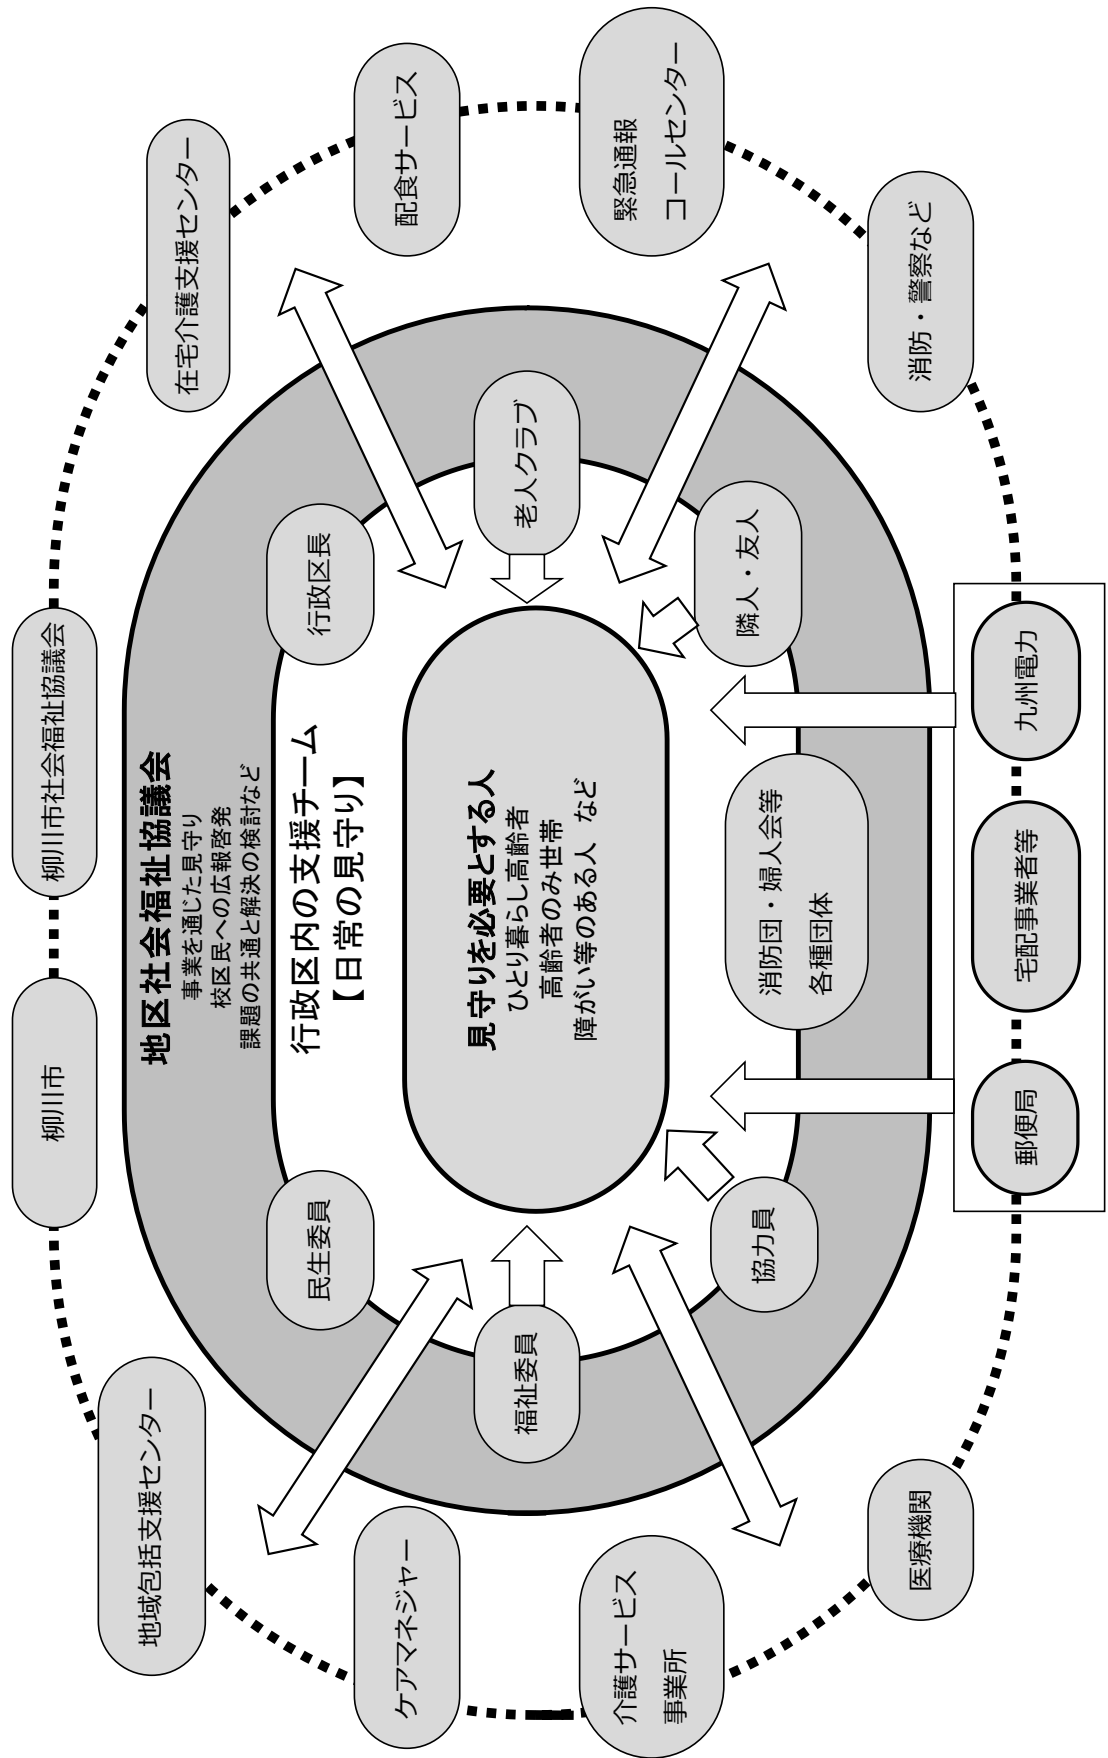 柳川市
柳川市社会福祉協議会
地域包括支援センター
在宅介護支援センター
地区社会福祉協議会
事業を通じた見守り
校区民への広報啓発
課題の共通と解決の検討など
民生委員
行政区長
行政区内の支援チーム
【日常の見守り】
ケアマネジャー
配食サービス
福祉委員
老人クラブ
見守りを必要とする人
ひとり暮らし高齢者
高齢者のみ世帯
障がい等のある人 など
介護サービス
事業所
緊急通報
コールセンター
協力員
消防団・婦人会等
各種団体
隣人・友人
医療機関
消防・警察など
郵便局
宅配事業者等
九州電力